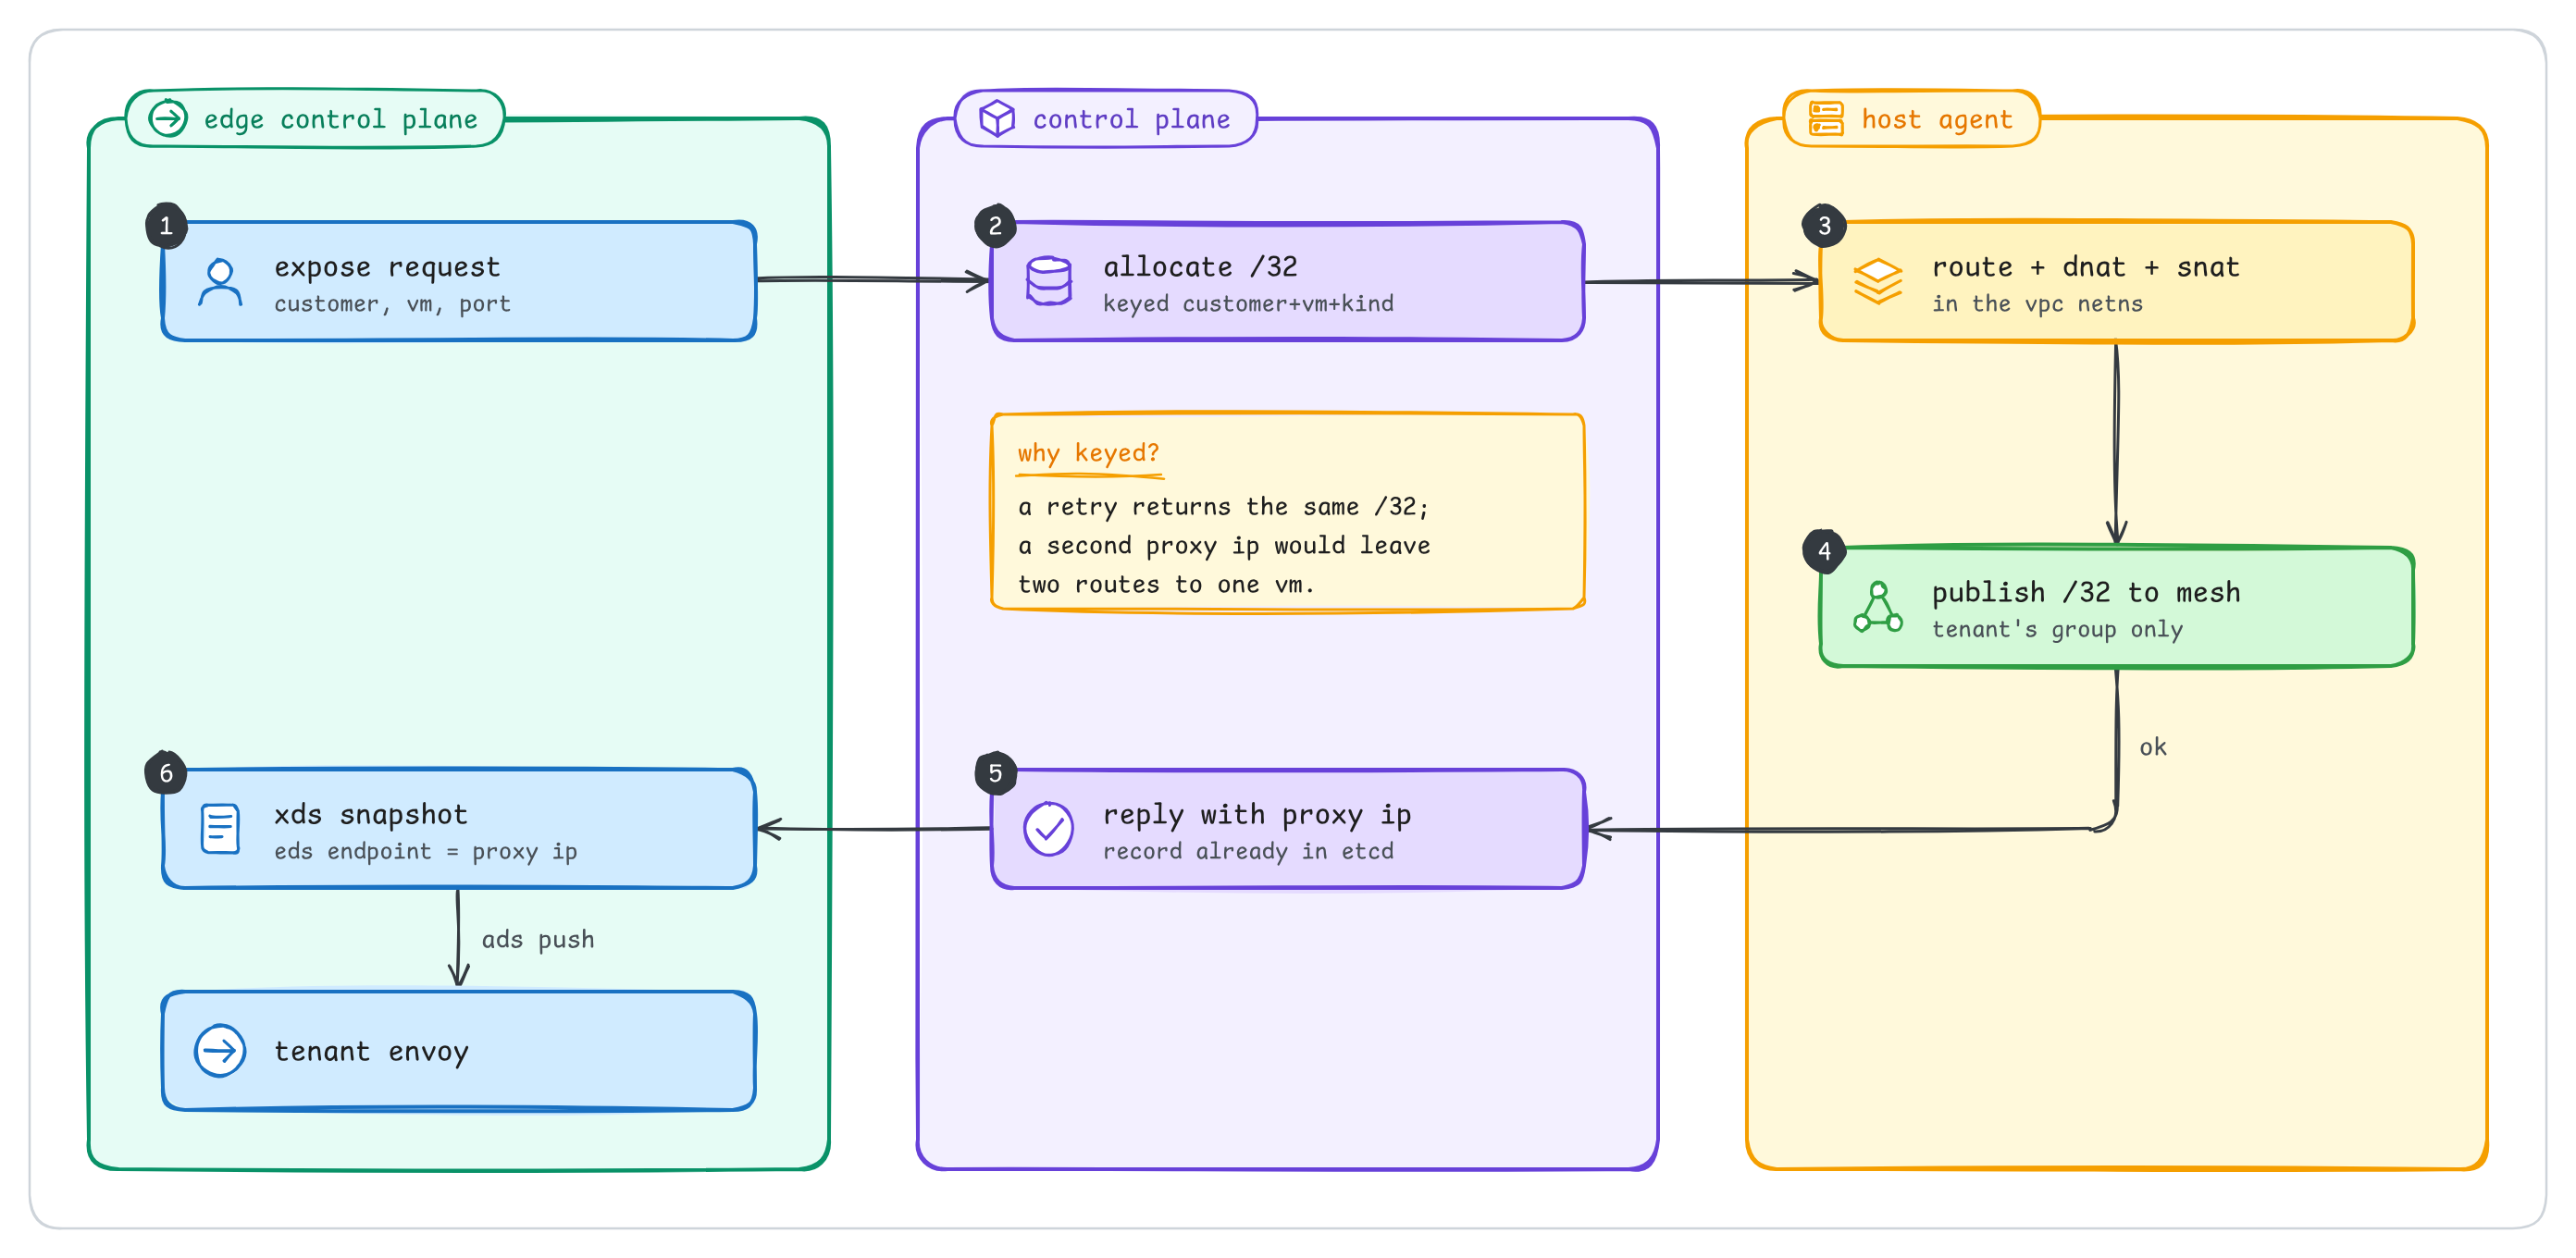 edge control plane
control plane
host agent
1
expose request
customer, vm, port
2
allocate /32
keyed customer+vm+kind
3
route + dnat + snat
in the vpc netns
why keyed?
a retry returns the same /32;
a second proxy ip would leave
two routes to one vm.
4
publish /32 to mesh
tenant's group only
ok
5
reply with proxy ip
record already in etcd
6
xds snapshot
eds endpoint = proxy ip
ads push
tenant envoy